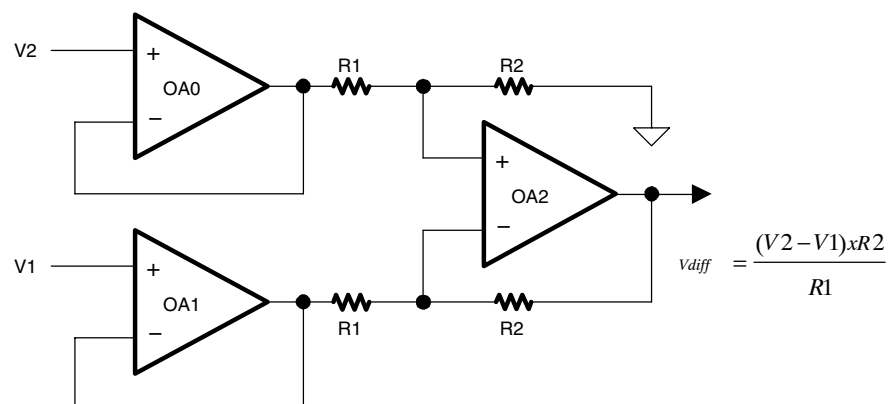 V2
+
OA0
−
R1
R2
+
OA2
−
V1
+
OA1
−
R1
R2
Vdiff = (V2−V1)xR2
R1